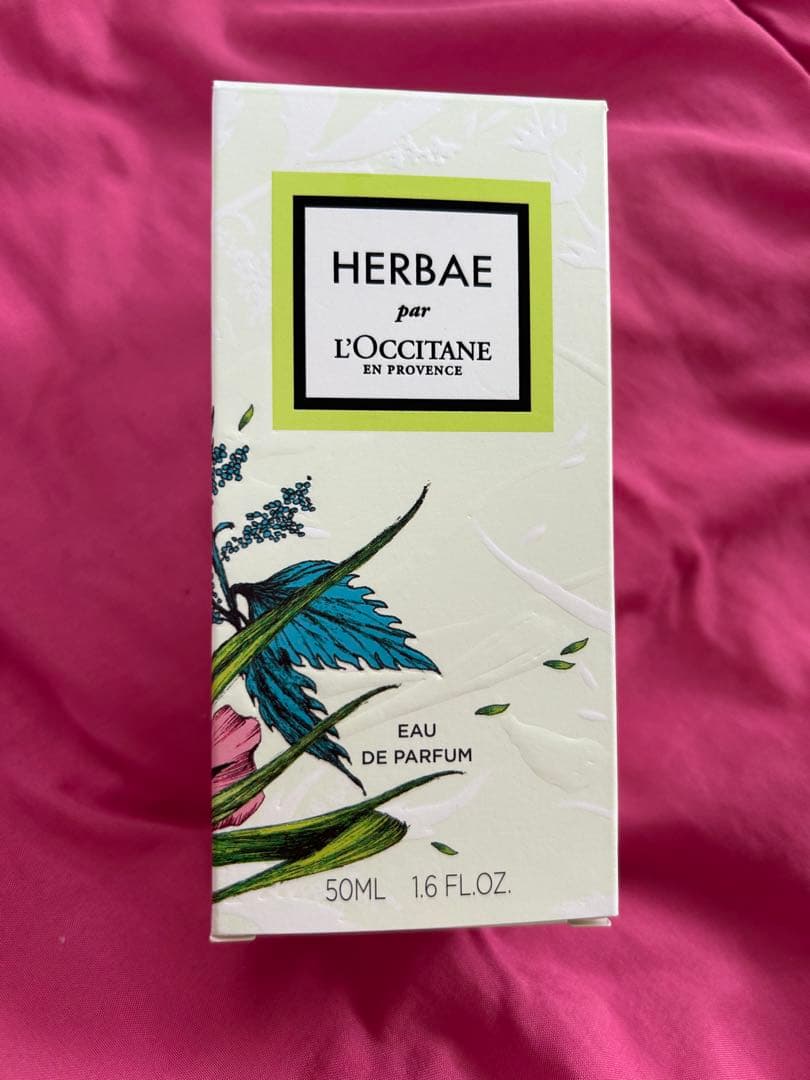 HERBAE
par
L'OCCITANE
EN PROVENCE
EAU
DE PARFUM
50ML 1.6 FL.OZ.